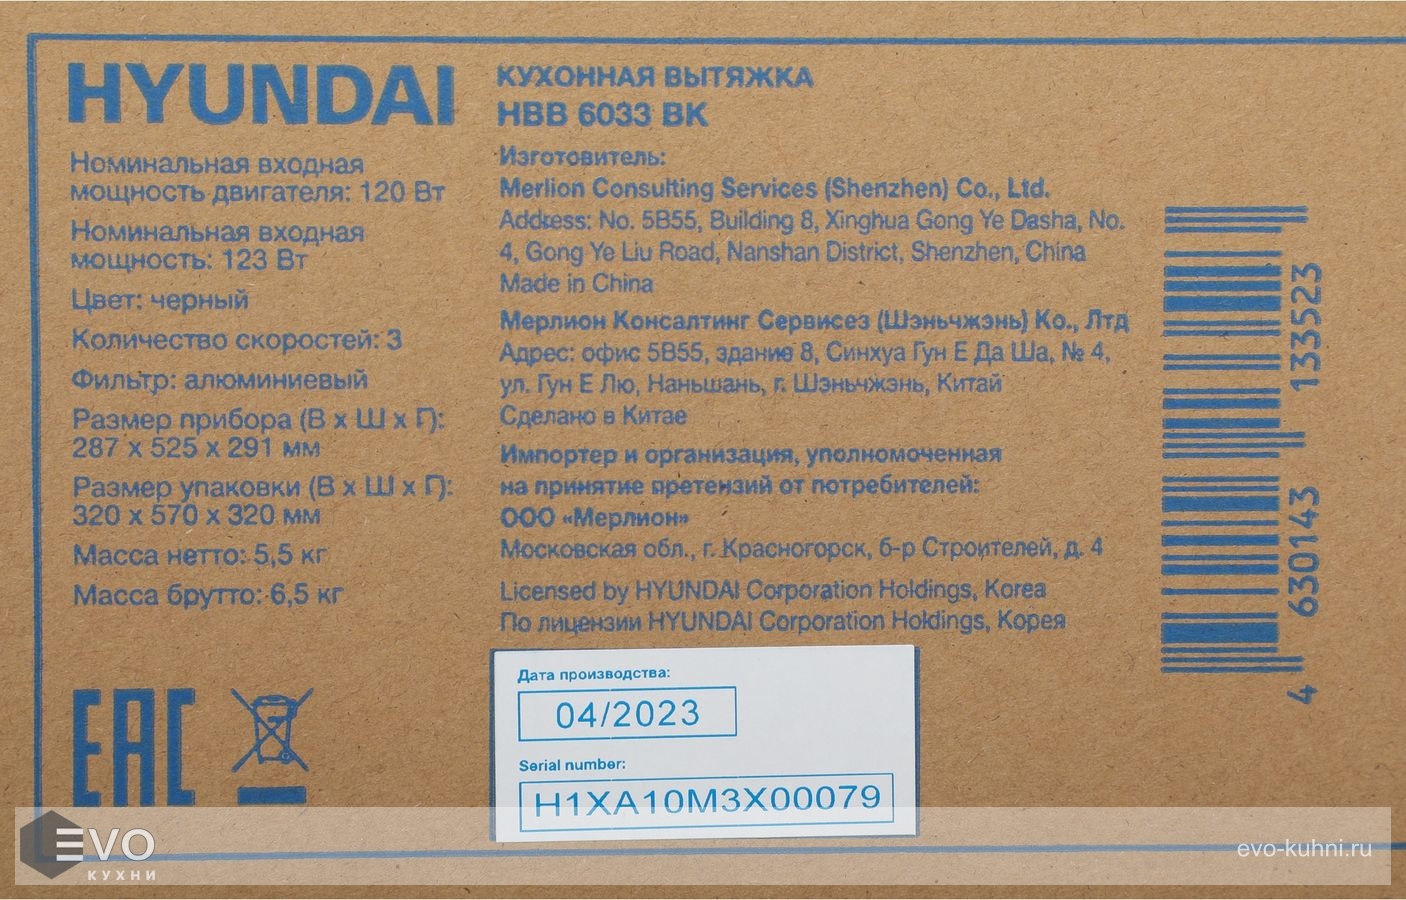 HYUNDAI
Номинальная входная
мощность двигателя: 120 Вт
Номинальная входная
мощность: 123 Вт
Цвет: черный
Количество скоростей: 3
Фильтр: алюминиевый
Размер прибора (В х Ш х Г):
287 х 525 х 291 мм
Размер упаковки (В х Ш х Г):
320 х 570 х 320 мм
Масса нетто: 5,5 кг
Масса брутто: 6,5 кг
EAC
КУХОННАЯ ВЫТЯЖКА
HBB 6033 BK
Изготовитель:
Merlion Consulting Services (Shenzhen) Co., Ltd.
Address: No. 5B55, Building 8, Xinghua Gong Ye Dasha, No.
4, Gong Ye Liu Road, Nanshan District, Shenzhen, China
Made in China
Мерлион Консалтинг Сервисез (Шэньчжэнь) Ко., Лтд
Адрес: офис 5В55, здание 8, Синхуа Гун Е Да Ша, № 4,
ул. Гун Е Лю, Наньшань, г. Шэньчжэнь, Китай
Сделано в Китае
Импортер и организация, уполномоченная
на принятие претензий от потребителей:
ООО «Мерлион»
Московская обл., г. Красногорск, б-р Строителей, д. 4
Licensed by HYUNDAI Corporation Holdings, Korea
По лицензии HYUNDAI Corporation Holdings, Корея
Дата производства:
04/2023
Serial number:
H1XA10M3X00079
4 630143 133523
EVO
КУХНИ
evo-kuhni.ru